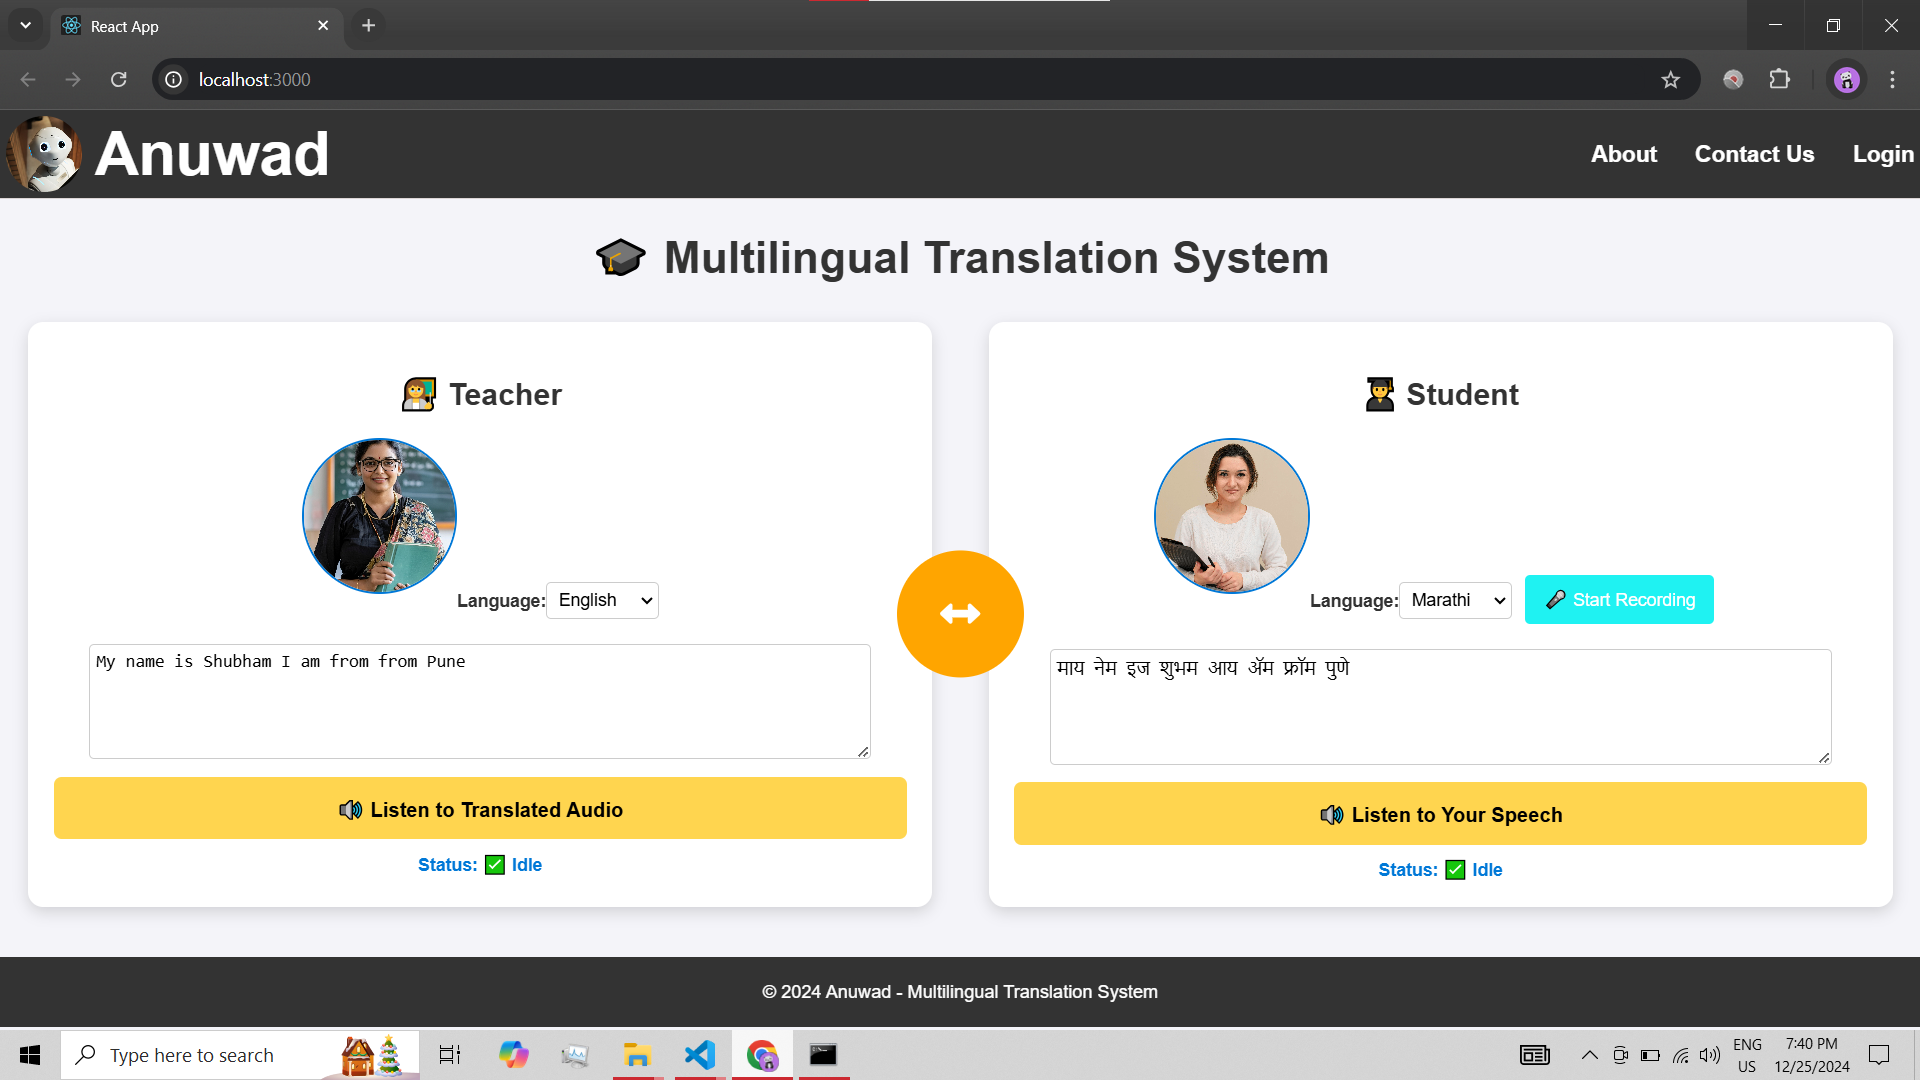 React App
localhost:3000
Anuwad
About
Contact Us
Login
🎓 Multilingual Translation System
👩‍🏫 Teacher
Language: English
My name is Shubham I am from from Pune
🔊 Listen to Translated Audio
Status: ✅ Idle
👨‍🎓 Student
Language: Marathi
🎤 Start Recording
माय नेम इज शुभम आय ॲम फ्रॉम पुणे
🔊 Listen to Your Speech
Status: ✅ Idle
© 2024 Anuwad - Multilingual Translation System
Type here to search
ENG
US
7:40 PM
12/25/2024